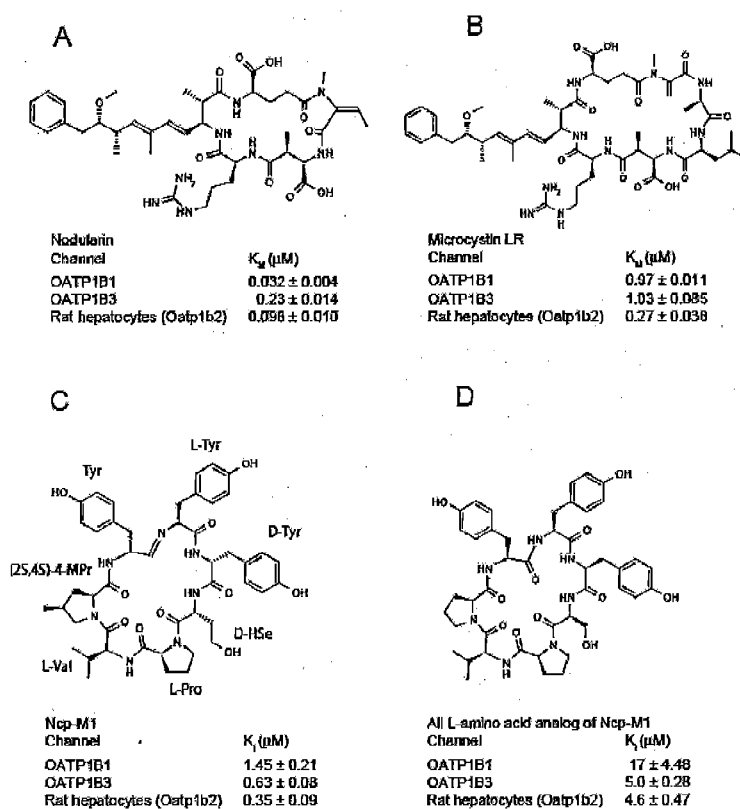 A
Nodularin
Channel K_M (μM)
OATP1B1 0.032 ± 0.004
OATP1B3 0.23 ± 0.014
Rat hepatocytes (Oatp1b2) 0.096 ± 0.010
B
Microcystin LR
Channel K_M (μM)
OATP1B1 0.97 ± 0.011
OATP1B3 1.03 ± 0.085
Rat hepatocytes (Oatp1b2) 0.27 ± 0.038
C
L-Tyr
Tyr
D-Tyr
(2S,4S)-4-MPr
D-HSe
L-Val
L-Pro
Ncp-M1
Channel K_i (μM)
OATP1B1 1.45 ± 0.21
OATP1B3 0.63 ± 0.08
Rat hepatocytes (Oatp1b2) 0.35 ± 0.09
D
All L-amino acid analog of Ncp-M1
Channel K_i (μM)
OATP1B1 17 ± 4.48
OATP1B3 5.0 ± 0.28
Rat hepatocytes (Oatp1b2) 4.6 ± 0.47